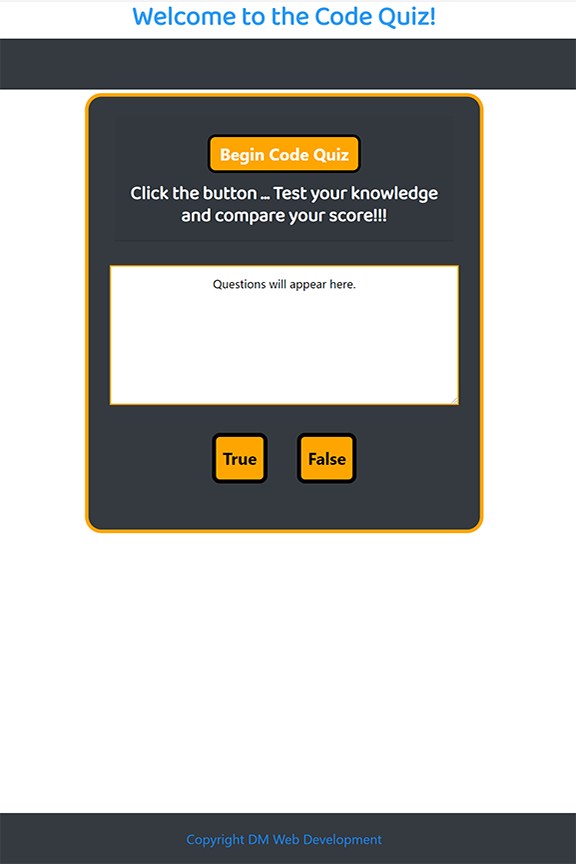 Welcome to the Code Quiz!
Begin Code Quiz
Click the button ... Test your knowledge
and compare your score!!!
Questions will appear here.
True False
Copyright DM Web Development